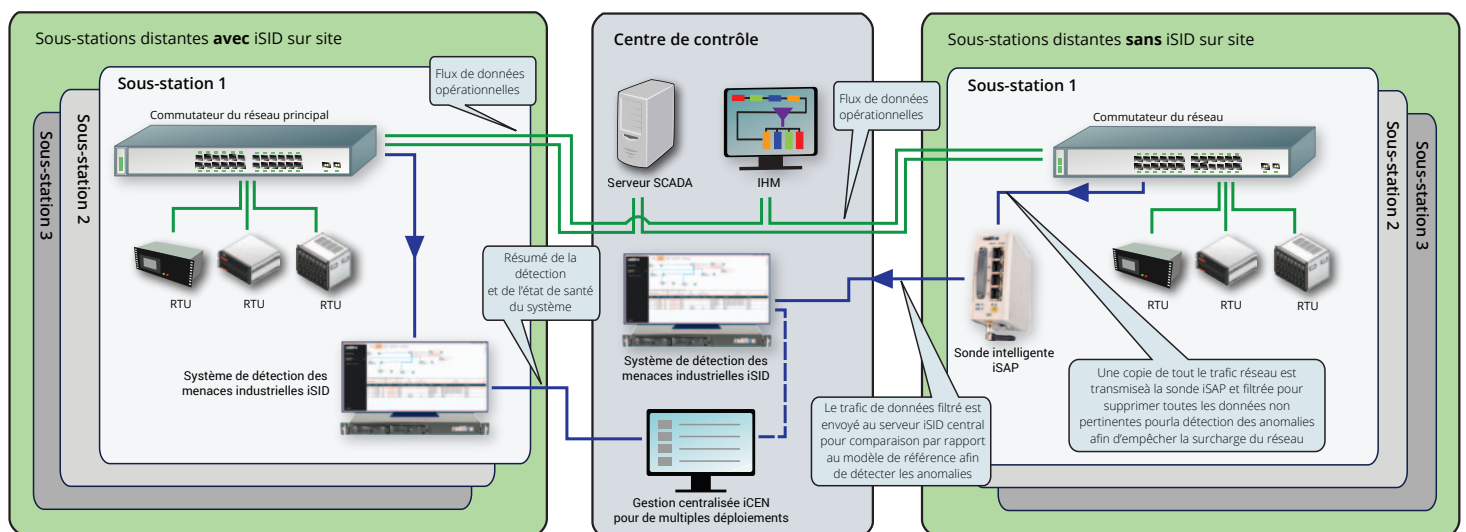 Sous-stations distantes avec iSID sur site
Sous-station 1
Sous-station 2
Sous-station 3
Commutateur du réseau principal
RTU
RTU
RTU
Système de détection des
menaces industrielles iSID
Flux de données
opérationnelles
Résumé de la
détection
et de l'état de santé
du système
Centre de contrôle
Serveur SCADA
IHM
Flux de données
opérationnelles
Système de détection des
menaces industrielles iSID
Gestion centralisée iCEN
pour de multiples déploiements
Le trafic de données filtré est
envoyé au serveur iSID central
pour comparaison par rapport
au modèle de référence afin
de détecter les anomalies
Sous-stations distantes sans iSID sur site
Sous-station 1
Sous-station 2
Sous-station 3
Commutateur du réseau
RTU
RTU
RTU
Sonde intelligente
iSAP
Une copie de tout le trafic réseau est
transmiseà la sonde iSAP et filtrée pour
supprimer toutes les données non
pertinentes pourla détection des anomalies
afin d'empêcher la surcharge du réseau